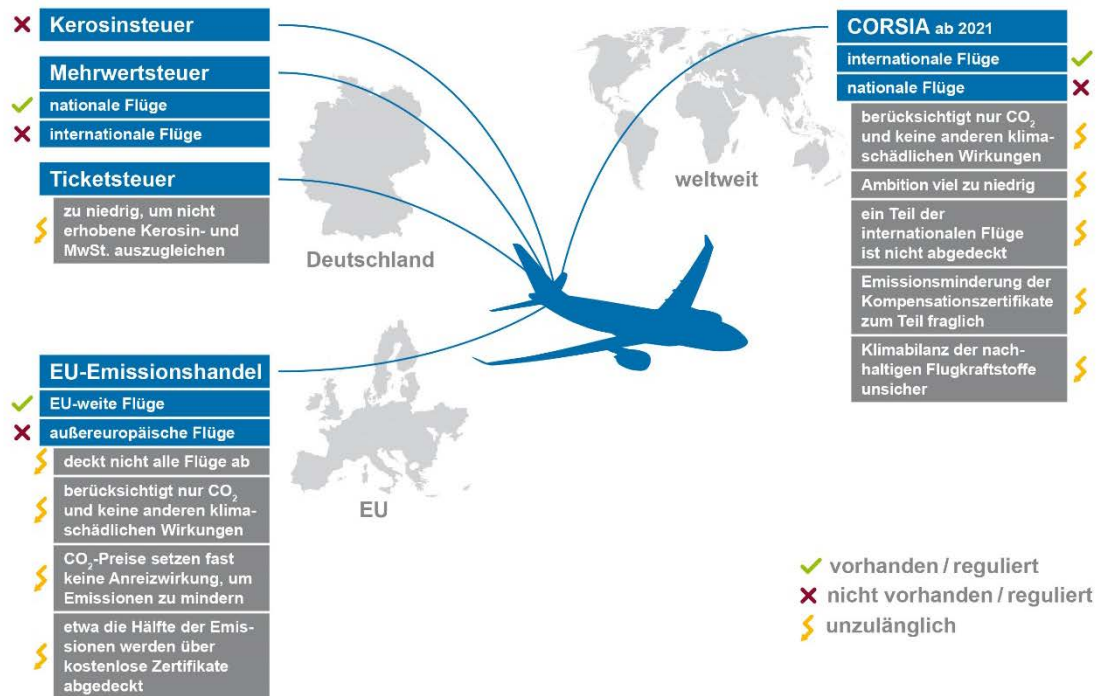 Kerosinsteuer
Mehrwertsteuer
nationale Flüge
internationale Flüge
Ticketsteuer
zu niedrig, um nicht
erhobene Kerosin- und
MwSt. auszugleichen
Deutschland
EU-Emissionshandel
EU-weite Flüge
außereuropäische Flüge
deckt nicht alle Flüge ab
berücksichtigt nur CO₂
und keine anderen klima-
schädlichen Wirkungen
CO₂-Preise setzen fast
keine Anreizwirkung, um
Emissionen zu mindern
etwa die Hälfte der Emis-
sionen werden über
kostenlose Zertifikate
abgedeckt
EU
weltweit
CORSIA ab 2021
internationale Flüge
nationale Flüge
berücksichtigt nur CO₂
und keine anderen klima-
schädlichen Wirkungen
Ambition viel zu niedrig
ein Teil der
internationalen Flüge
ist nicht abgedeckt
Emissionsminderung der
Kompensationszertifikate
zum Teil fraglich
Klimabilanz der nach-
haltigen Flugkraftstoffe
unsicher
vorhanden / reguliert
nicht vorhanden / reguliert
unzulänglich